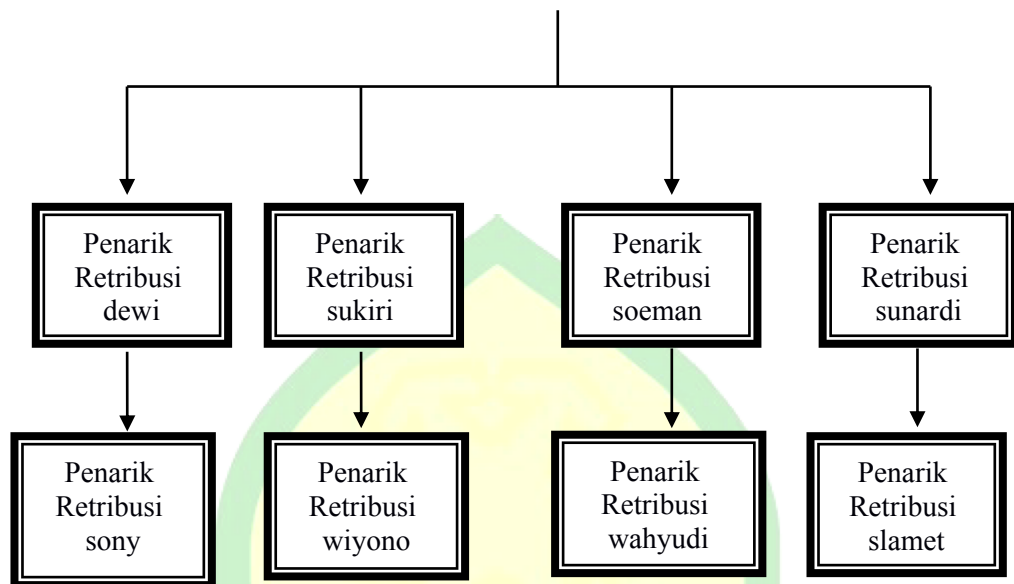 Penarik
Retribusi
dewi
Penarik
Retribusi
sukiri
Penarik
Retribusi
soeman
Penarik
Retribusi
sunardi
Penarik
Retribusi
sony
Penarik
Retribusi
wiyono
Penarik
Retribusi
wahyudi
Penarik
Retribusi
slamet